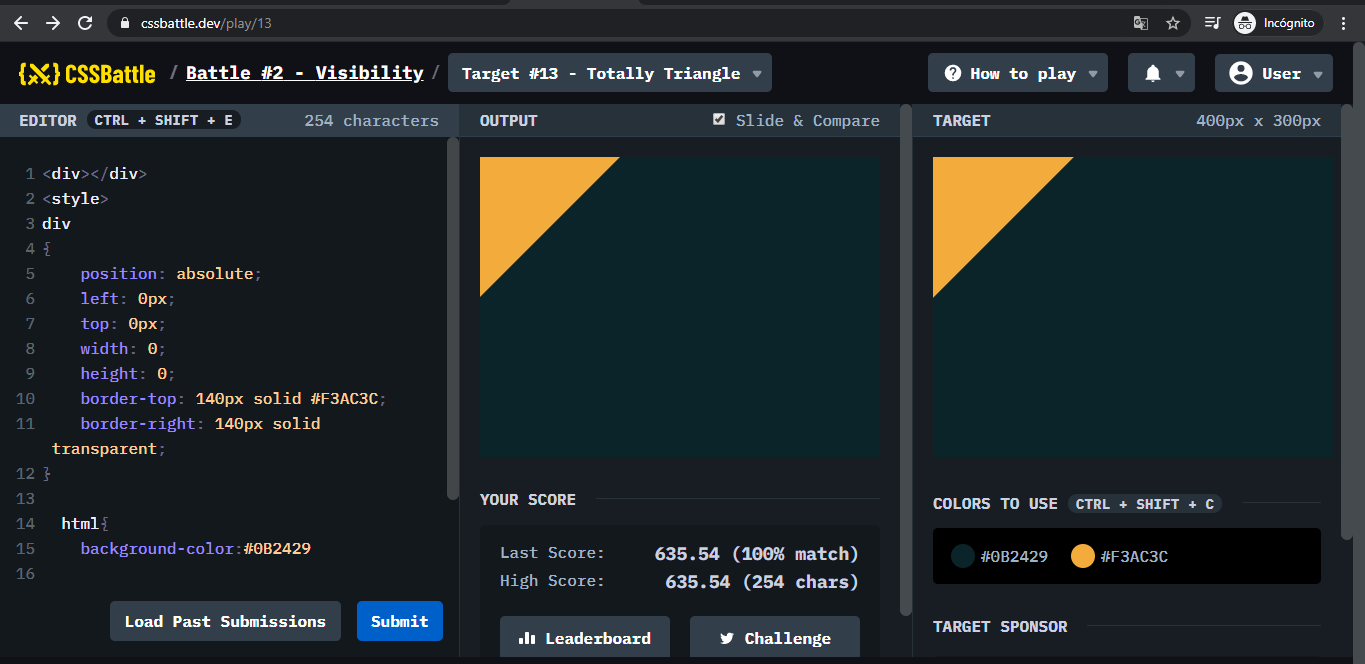 cssbattle.dev/play/13
Incógnito
{X} CSSBattle / Battle #2 - Visibility / Target #13 - Totally Triangle
How to play
User
EDITOR CTRL + SHIFT + E 254 characters
OUTPUT Slide & Compare
TARGET 400px x 300px
1 <div></div>
2 <style>
3 div
4 {
5 position: absolute;
6 left: 0px;
7 top: 0px;
8 width: 0;
9 height: 0;
10 border-top: 140px solid #F3AC3C;
11 border-right: 140px solid
transparent;
12 }
13
14 html{
15 background-color:#0B2429
16
Load Past Submissions
Submit
YOUR SCORE
Last Score: 635.54 (100% match)
High Score: 635.54 (254 chars)
Leaderboard
Challenge
COLORS TO USE CTRL + SHIFT + C
#0B2429 #F3AC3C
TARGET SPONSOR